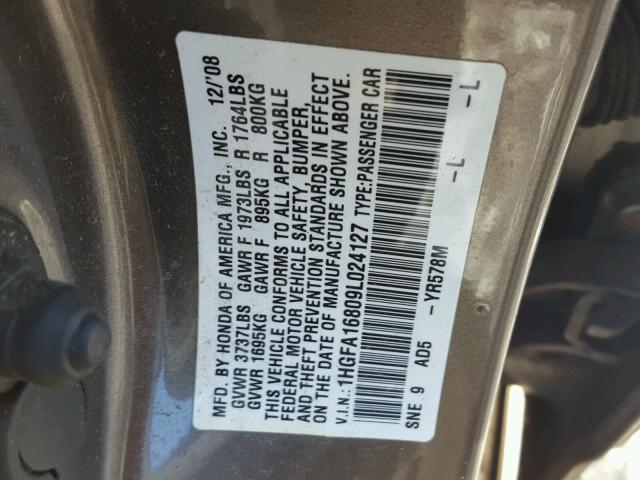 MFD. BY HONDA OF AMERICA MFG., INC. 12/'08
GVWR 3737LBS GAWR F 1973LBS R 1764LBS
GVWR 1695KG GAWR F 895KG R 800KG
THIS VEHICLE CONFORMS TO ALL APPLICABLE
FEDERAL MOTOR VEHICLE SAFETY, BUMPER,
AND THEFT PREVENTION STANDARDS IN EFFECT
ON THE DATE OF MANUFACTURE SHOWN ABOVE.
V.I.N.: 1HGFA16809L024127 TYPE:PASSENGER CAR
SNE 9 AD5 -YR578M -L -L